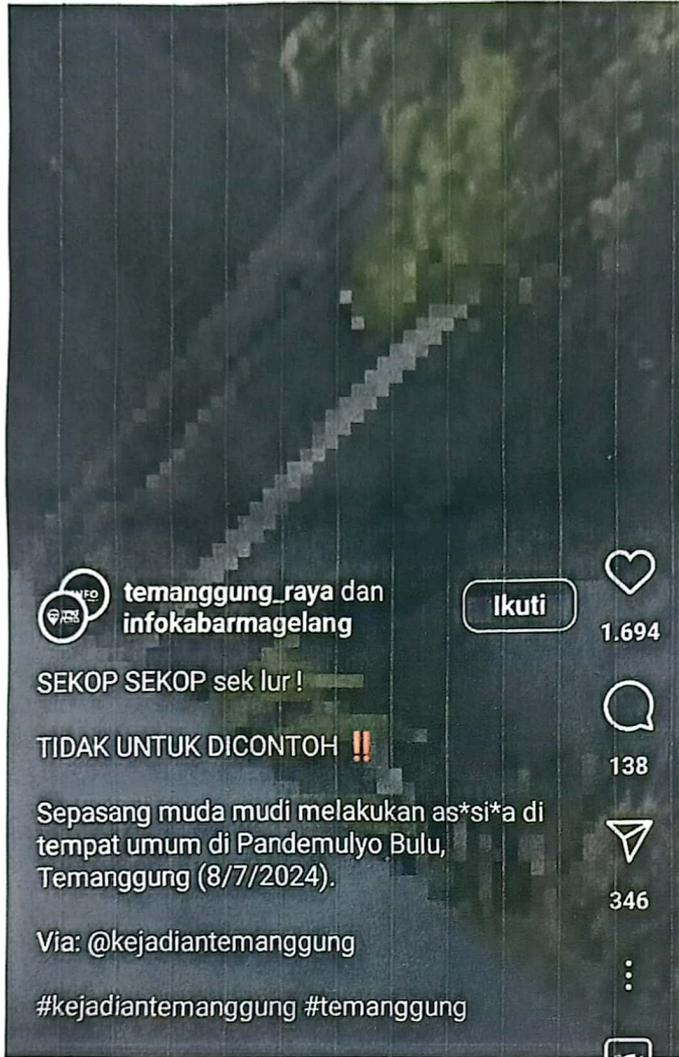 temanggung_raya dan
infokabarmagelang
Ikuti
1.694
SEKOP SEKOP sek lur !
TIDAK UNTUK DICONTOH ‼️
138
Sepasang muda mudi melakukan as*si*a di
tempat umum di Pandemulyo Bulu,
Temanggung (8/7/2024).
346
Via: @kejadiantemanggung
#kejadiantemanggung #temanggung